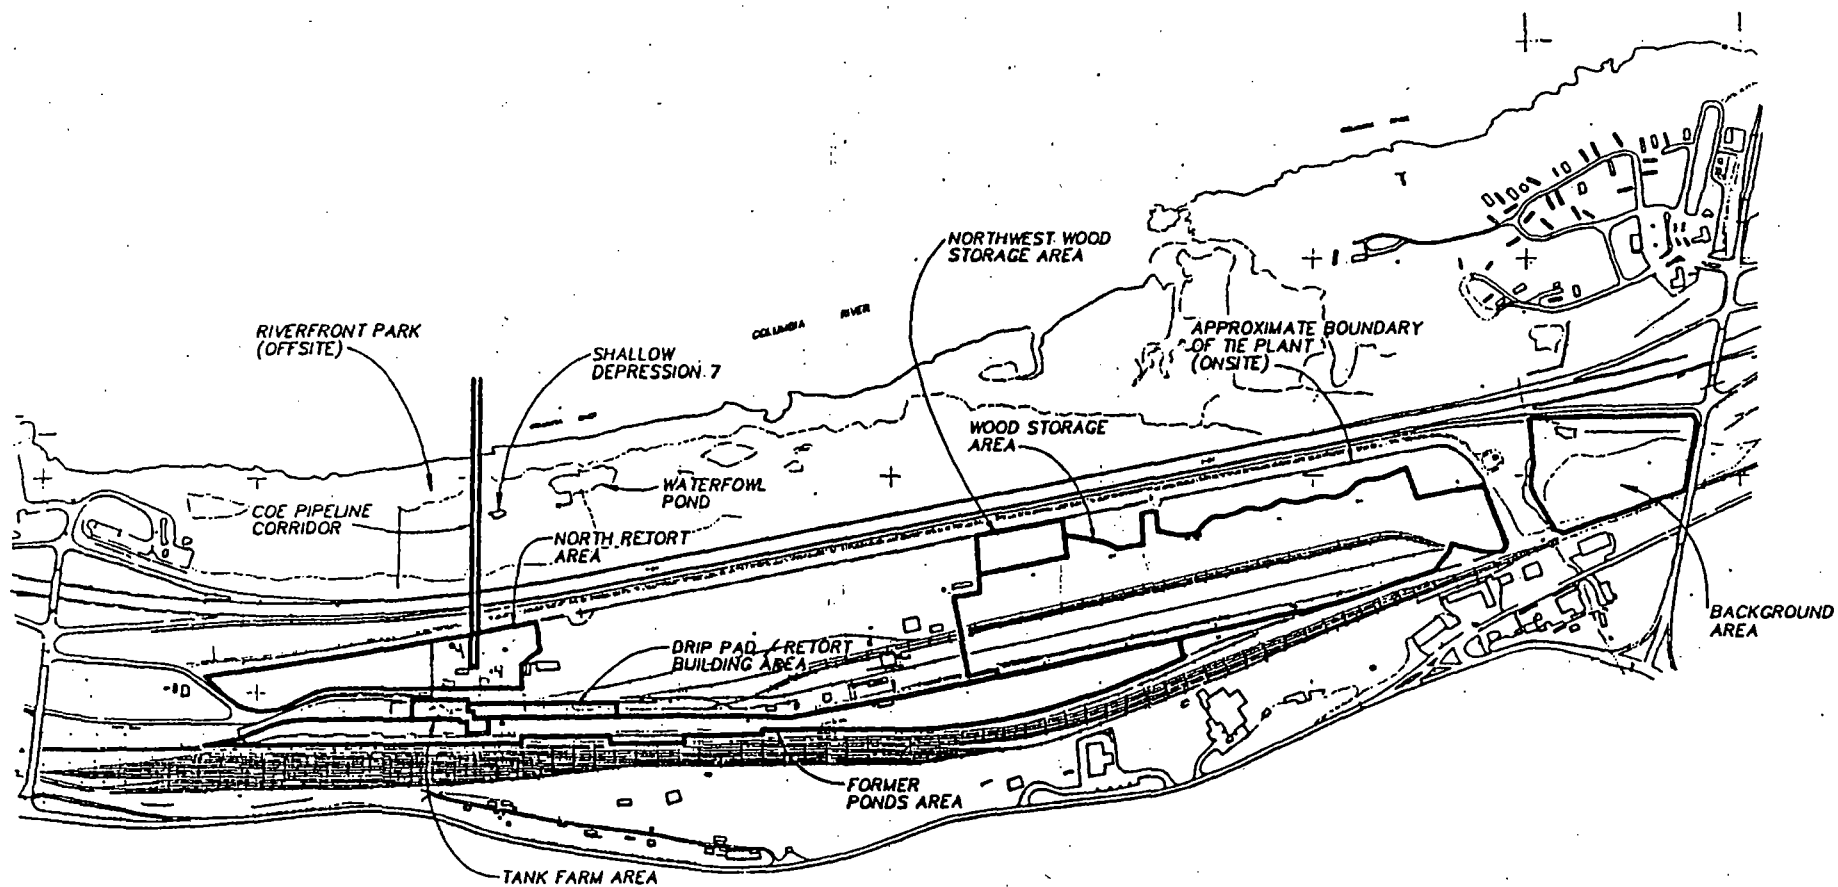 NORTHWEST WOOD
STORAGE AREA
COLUMBIA RIVER
RIVERFRONT PARK
(OFFSITE)
SHALLOW
DEPRESSION 7
APPROXIMATE BOUNDARY
OF TIE PLANT
(ONSITE)
WOOD STORAGE
AREA
WATERFOWL
POND
COE PIPELINE
CORRIDOR
NORTH RETORT
AREA
BACKGROUND
AREA
DRIP PAD / RETORT
BUILDING AREA
FORMER
PONDS AREA
TANK FARM AREA